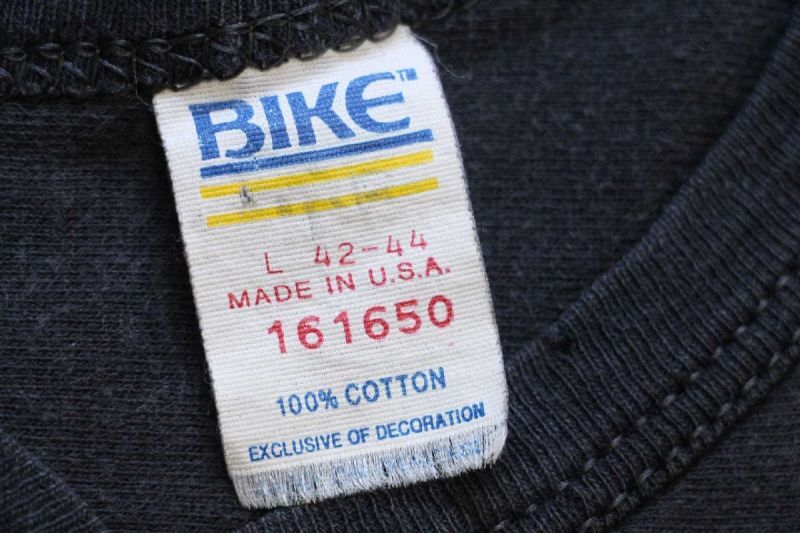 BIKE™
L 42-44
MADE IN U.S.A.
161650
100% COTTON
EXCLUSIVE OF DECORATION